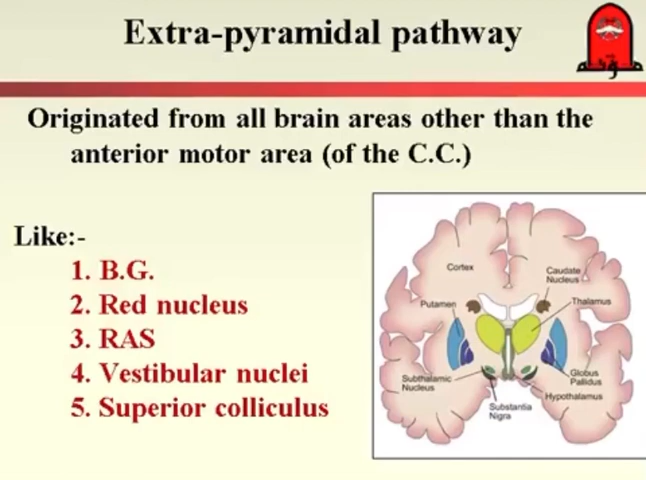 Extra-pyramidal pathway
Originated from all brain areas other than the
anterior motor area (of the C.C.)
Like:-
1. B.G.
2. Red nucleus
3. RAS
4. Vestibular nuclei
5. Superior colliculus
Cortex
Caudate
Nucleus
Putamen
Thalamus
Subthalamic
Nucleus
Globus
Pallidus
Hypothalamus
Substantia
Nigra